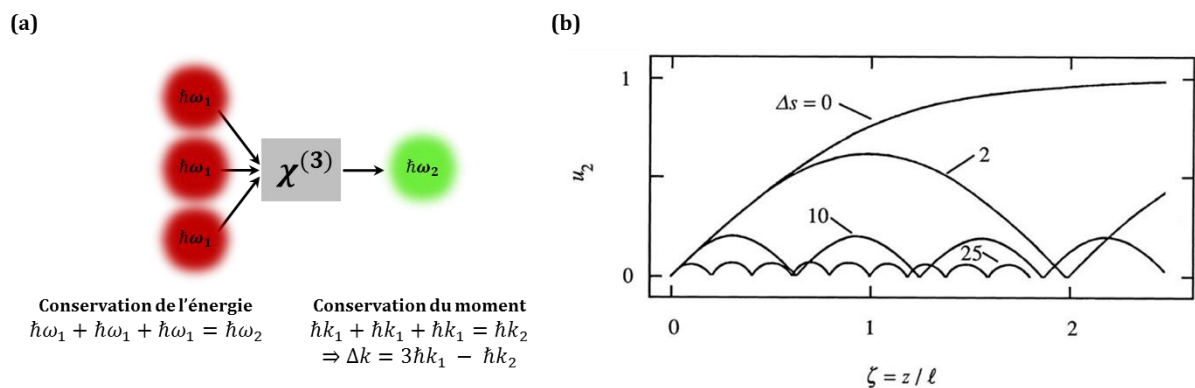 (a)
ħω₁
ħω₁
ħω₁
χ⁽³⁾
ħω₂
Conservation de l'énergie
ħω₁ + ħω₁ + ħω₁ = ħω₂
Conservation du moment
ħk₁ + ħk₁ + ħk₁ = ħk₂
⇒ Δk = 3ħk₁ − ħk₂
(b)
1
u₂
0
Δs = 0
2
10
25
0
1
2
ζ = z / ℓ